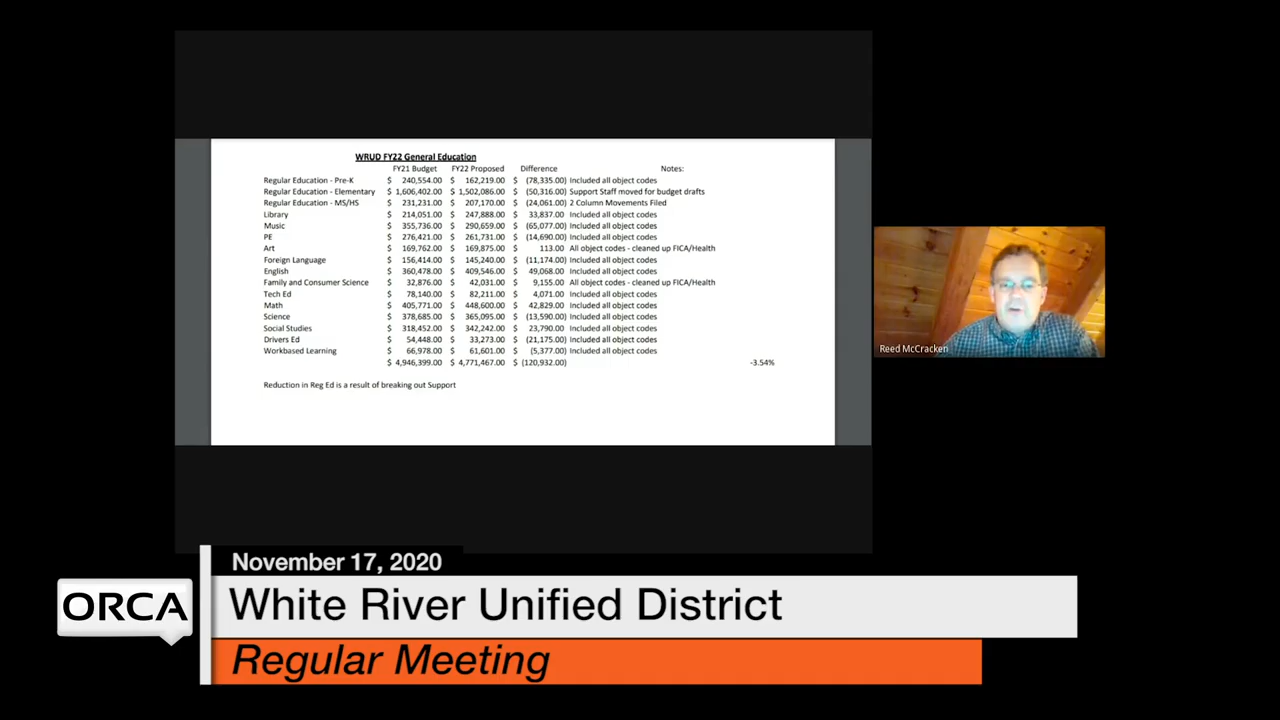 WRUD FY22 General Education
FY21 Budget FY22 Proposed Difference Notes:
Regular Education - Pre-K $ 240,554.00 $ 162,219.00 $ (78,335.00) Included all object codes
Regular Education - Elementary $ 1,606,402.00 $ 1,502,086.00 $ (50,316.00) Support Staff moved for budget drafts
Regular Education - MS/HS $ 231,231.00 $ 207,170.00 $ (24,061.00) 2 Column Movements Filed
Library $ 214,051.00 $ 247,888.00 $ 33,837.00 Included all object codes
Music $ 355,736.00 $ 290,659.00 $ (65,077.00) Included all object codes
PE $ 276,421.00 $ 261,731.00 $ (14,690.00) Included all object codes
Art $ 169,762.00 $ 169,875.00 $ 113.00 All object codes - cleaned up FICA/Health
Foreign Language $ 156,414.00 $ 145,240.00 $ (11,174.00) Included all object codes
English $ 360,478.00 $ 409,546.00 $ 49,068.00 Included all object codes
Family and Consumer Science $ 32,876.00 $ 42,031.00 $ 9,155.00 All object codes - cleaned up FICA/Health
Tech Ed $ 78,140.00 $ 82,211.00 $ 4,071.00 Included all object codes
Math $ 405,771.00 $ 448,600.00 $ 42,829.00 Included all object codes
Science $ 378,685.00 $ 365,095.00 $ (13,590.00) Included all object codes
Social Studies $ 318,452.00 $ 342,242.00 $ 23,790.00 Included all object codes
Drivers Ed $ 54,448.00 $ 33,273.00 $ (21,175.00) Included all object codes
Workbased Learning $ 66,978.00 $ 61,601.00 $ (5,377.00) Included all object codes
$ 4,946,399.00 $ 4,771,467.00 $ (120,932.00) -3.54%
Reduction in Reg Ed is a result of breaking out Support
Reed McCracken
November 17, 2020
ORCA
White River Unified District
Regular Meeting